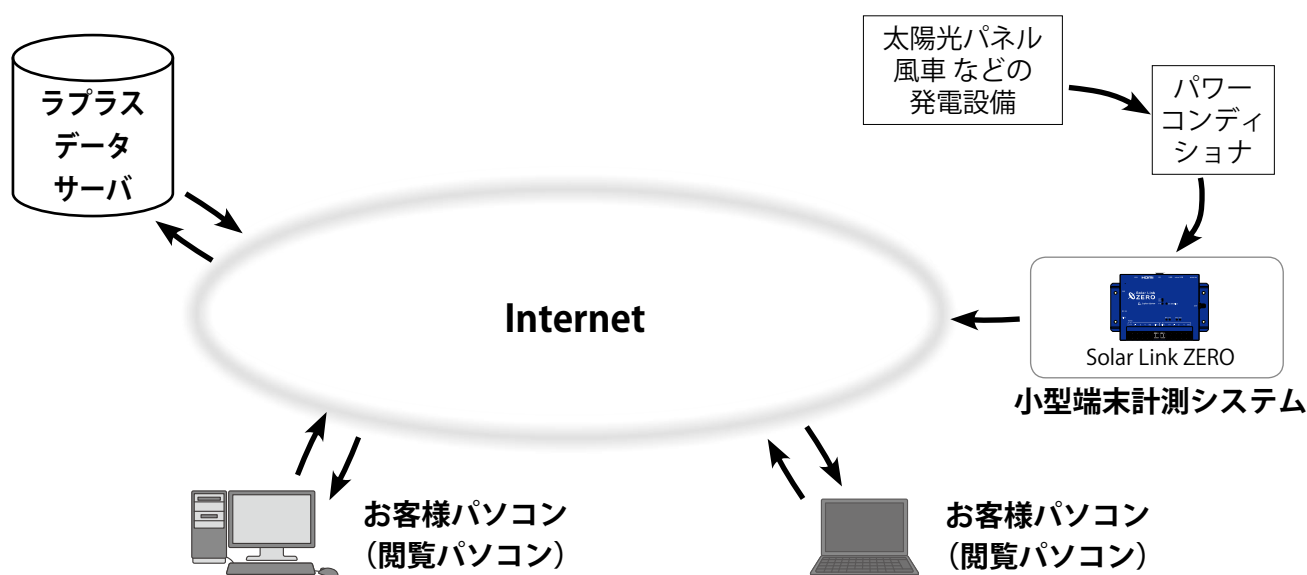 太陽光パネル
風車 などの
発電設備
パワー
コンディ
ショナ
ラプラス
データ
サーバ
Internet
Solar Link
ZERO
Solar Link ZERO
小型端末計測システム
お客様パソコン
（閲覧パソコン）
お客様パソコン
（閲覧パソコン）